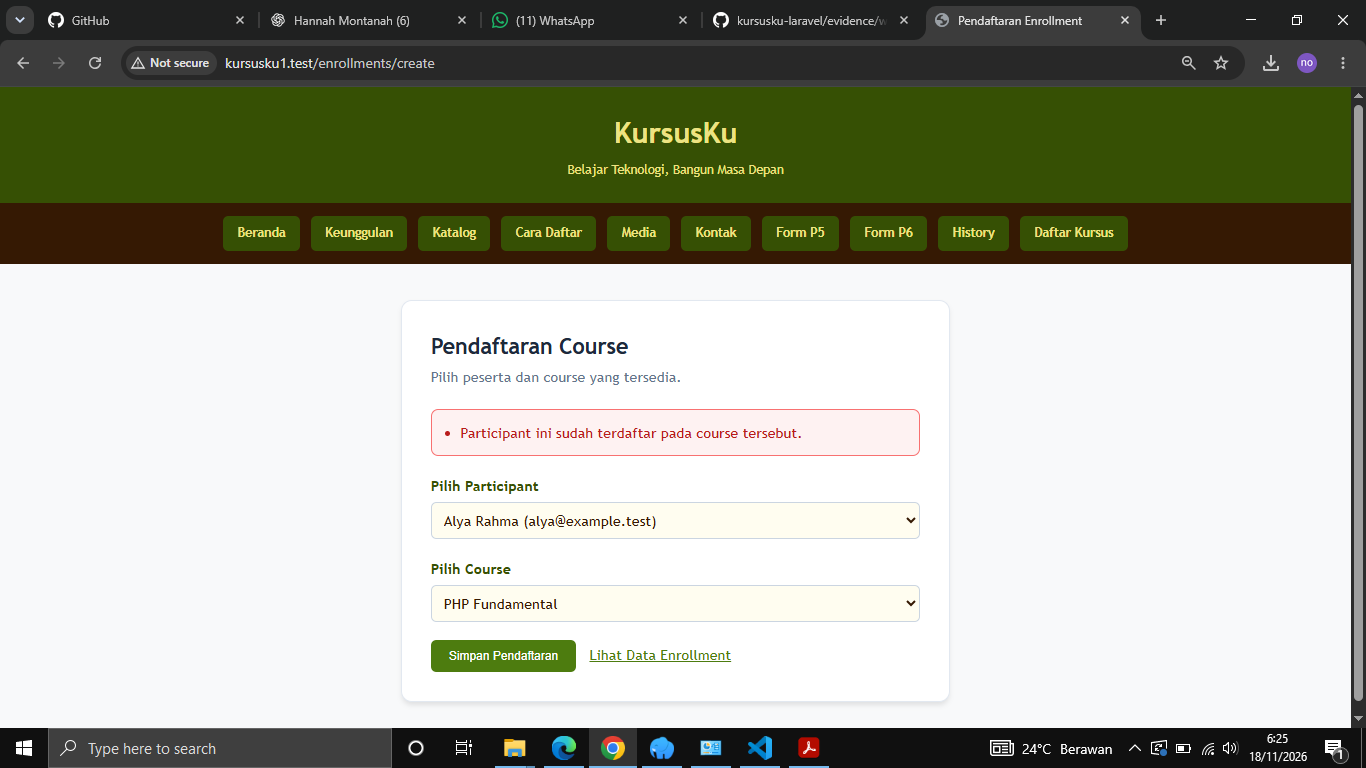 GitHub
Hannah Montanah (6)
(11) WhatsApp
kursusku-laravel/evidence/w
Pendaftaran Enrollment
Not secure
kursusku1.test/enrollments/create
no
KursusKu
Belajar Teknologi, Bangun Masa Depan
Beranda
Keunggulan
Katalog
Cara Daftar
Media
Kontak
Form P5
Form P6
History
Daftar Kursus
Pendaftaran Course
Pilih peserta dan course yang tersedia.
Participant ini sudah terdaftar pada course tersebut.
Pilih Participant
Alya Rahma (alya@example.test)
Pilih Course
PHP Fundamental
Simpan Pendaftaran
Lihat Data Enrollment
Type here to search
24°C Berawan
6:25
18/11/2026
1